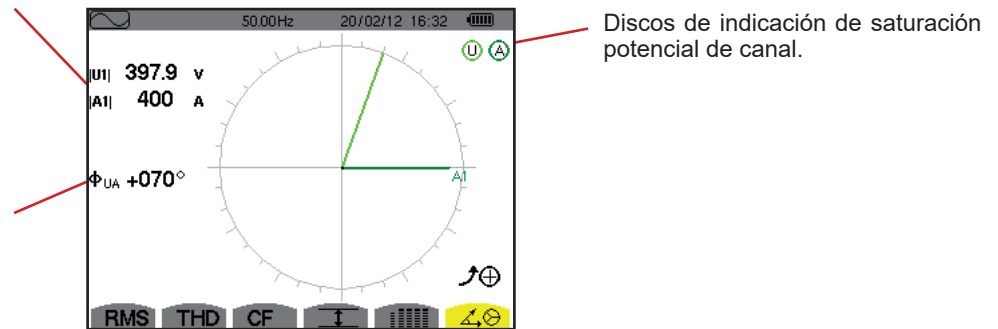 50.00Hz 20/02/12 16:32
U A
|U1| 397.9 V
|A1| 400 A
ΦUA +070°
A1
RMS THD CF
Discos de indicación de saturación
potencial de canal.